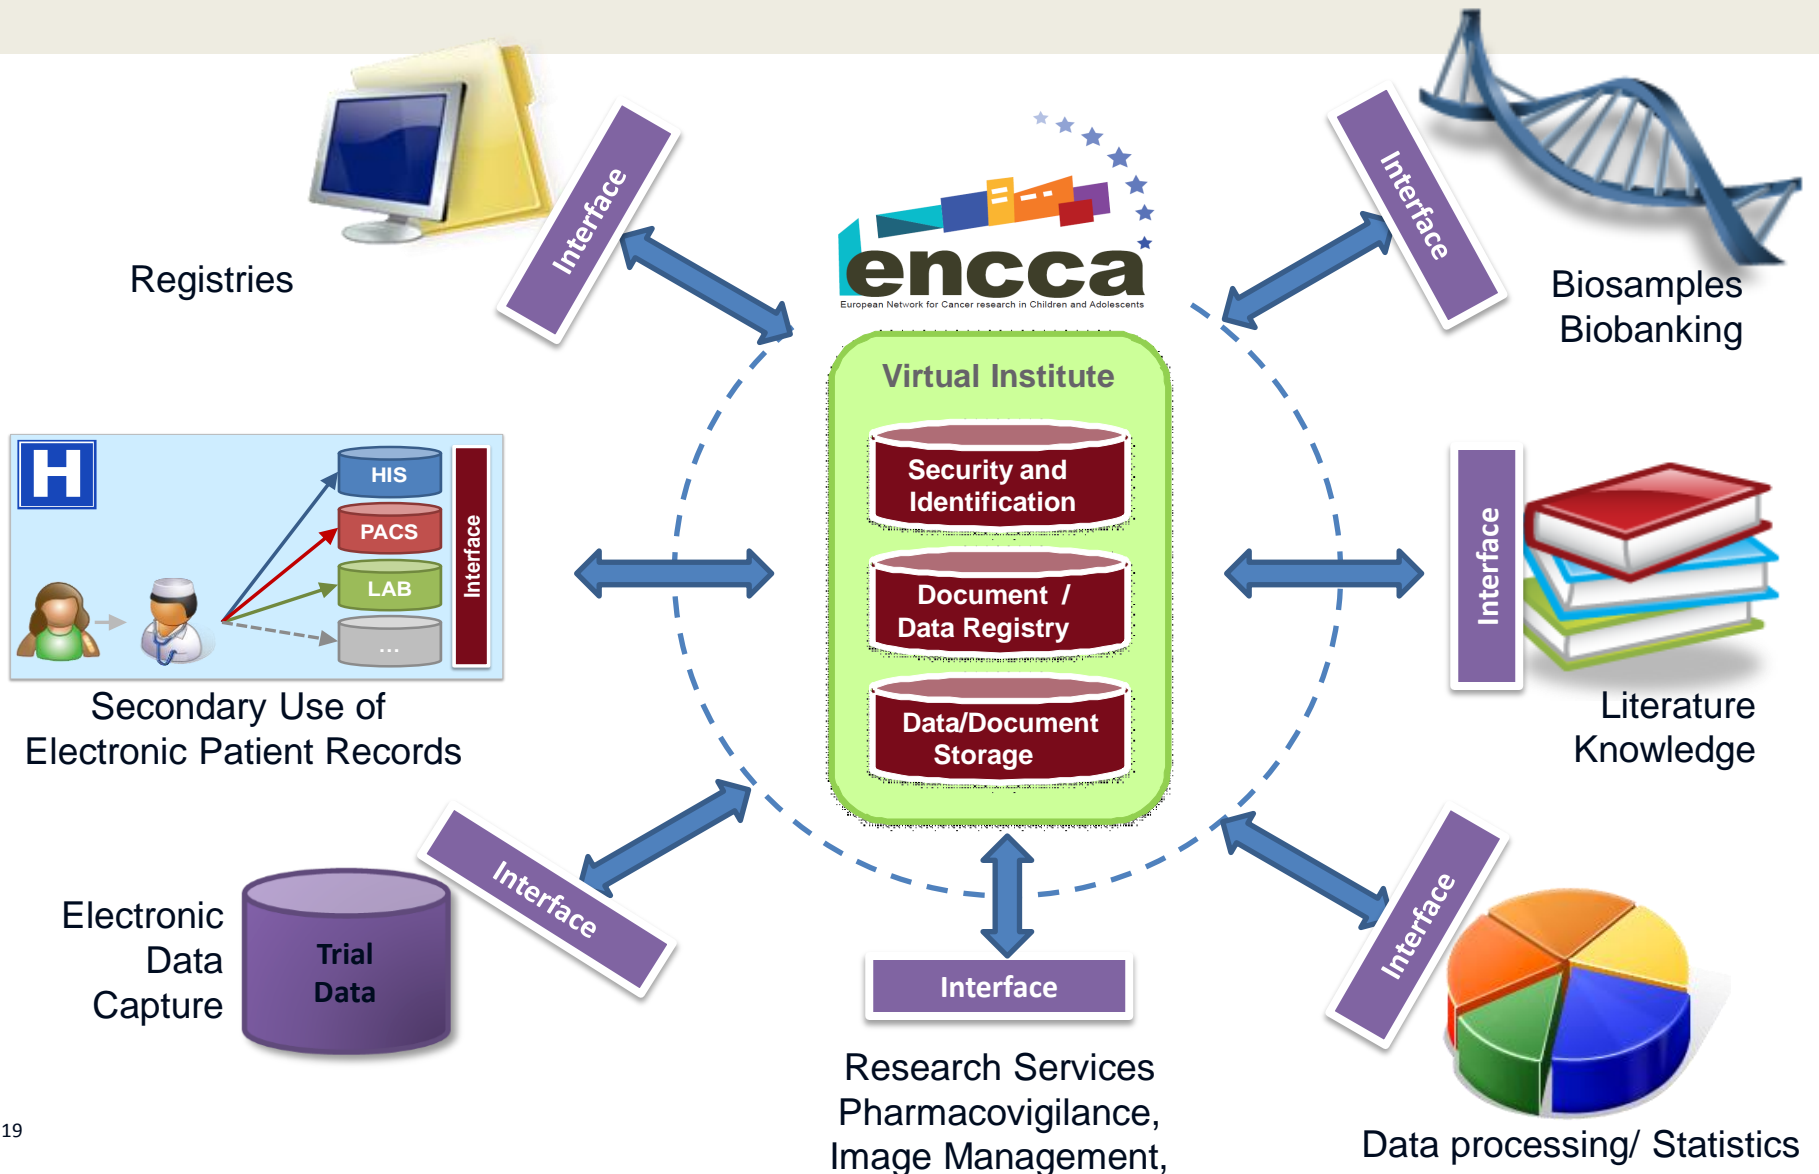 encca
European Network for Cancer research in Children and Adolescents
Interface
Registries
Interface
Biosamples
Biobanking
Virtual Institute
Security and
Identification
Document /
Data Registry
Data/Document
Storage
H
HIS
PACS
LAB
...
Interface
Secondary Use of
Electronic Patient Records
Interface
Literature
Knowledge
Electronic
Data
Capture
Trial
Data
Interface
Interface
Research Services
Pharmacovigilance,
Image Management,
Interface
Data processing/ Statistics
19